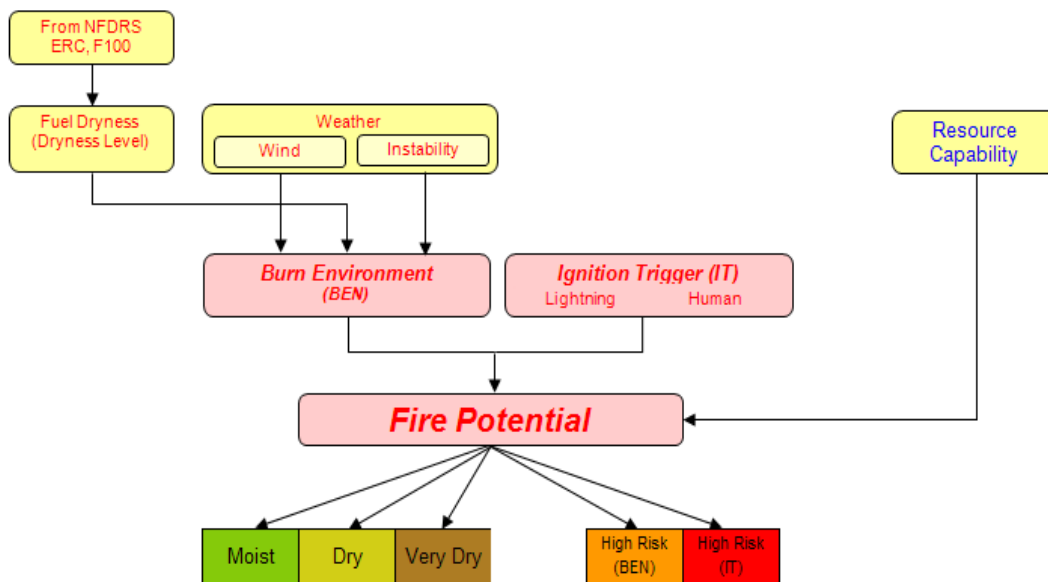 From NFDRS
ERC, F100
Fuel Dryness
(Dryness Level)
Weather
Wind
Instability
Resource
Capability
Burn Environment
(BEN)
Ignition Trigger (IT)
Lightning
Human
Fire Potential
Moist
Dry
Very Dry
High Risk
(BEN)
High Risk
(IT)